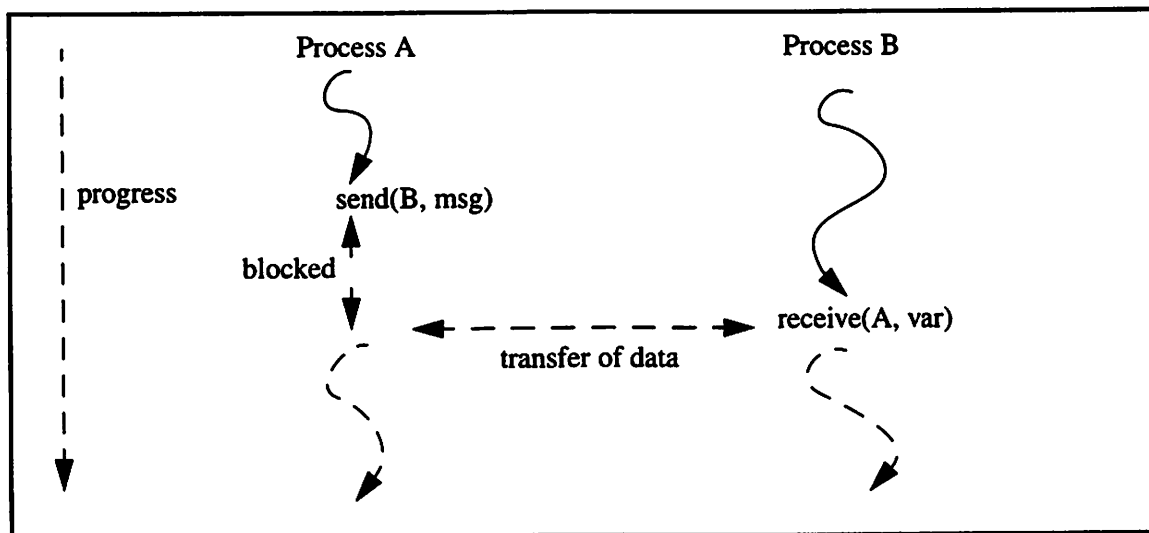 Process A
Process B
progress
send(B, msg)
blocked
receive(A, var)
transfer of data